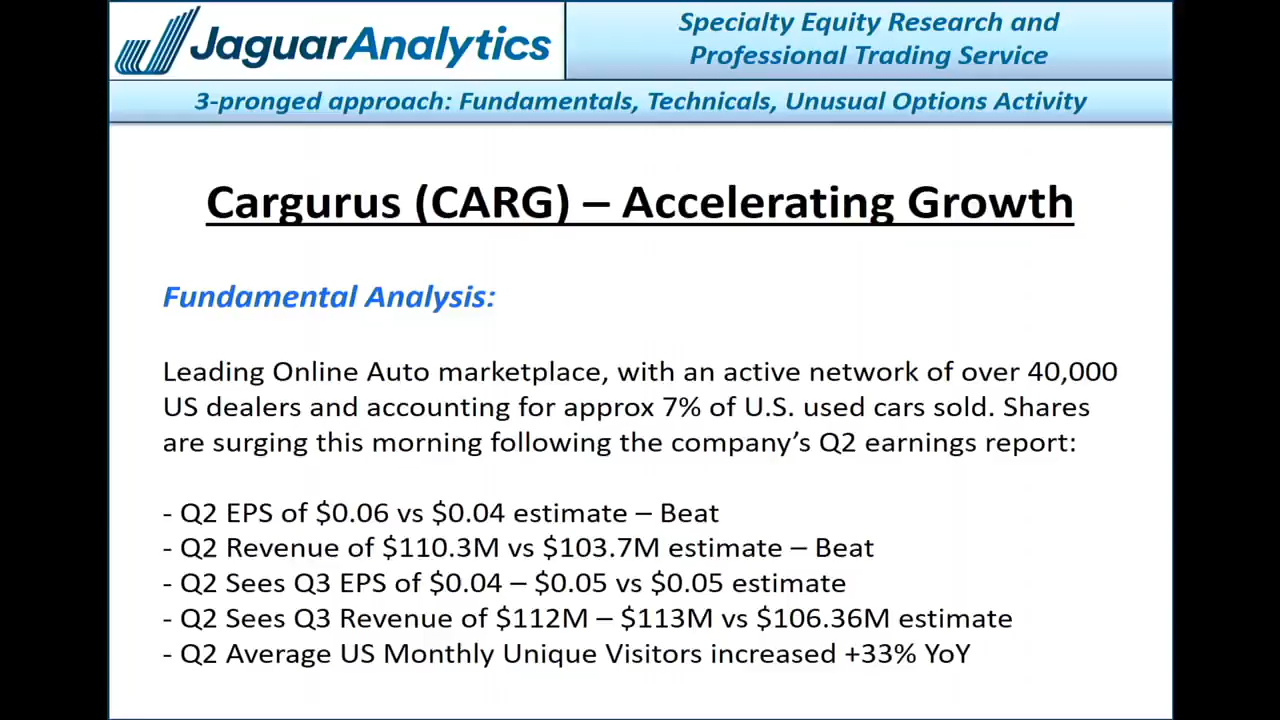 JaguarAnalytics
Specialty Equity Research and
Professional Trading Service
3-pronged approach: Fundamentals, Technicals, Unusual Options Activity
Cargurus (CARG) – Accelerating Growth
Fundamental Analysis:
Leading Online Auto marketplace, with an active network of over 40,000
US dealers and accounting for approx 7% of U.S. used cars sold. Shares
are surging this morning following the company’s Q2 earnings report:
- Q2 EPS of $0.06 vs $0.04 estimate – Beat
- Q2 Revenue of $110.3M vs $103.7M estimate – Beat
- Q2 Sees Q3 EPS of $0.04 – $0.05 vs $0.05 estimate
- Q2 Sees Q3 Revenue of $112M – $113M vs $106.36M estimate
- Q2 Average US Monthly Unique Visitors increased +33% YoY